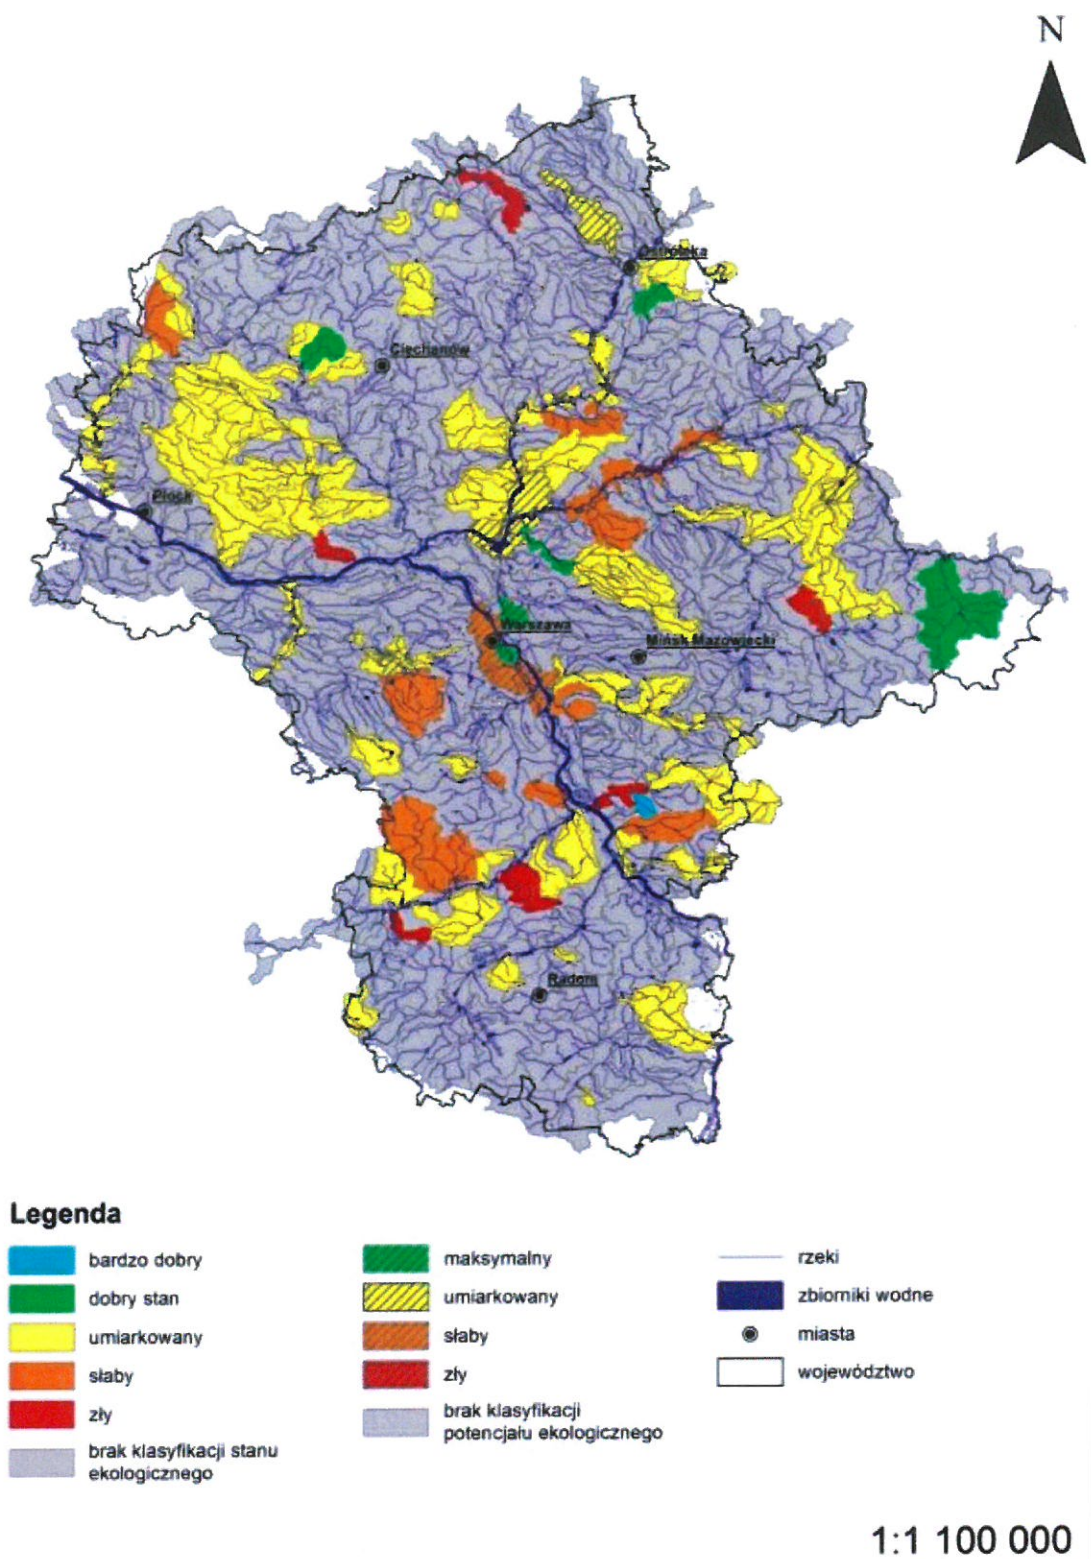 N
Ostrołęka
Ciechanów
Płock
Warszawa
Mińsk Mazowiecki
Radom
Legenda
bardzo dobry
dobry stan
umiarkowany
słaby
zły
brak klasyfikacji stanu
ekologicznego
maksymalny
umiarkowany
słaby
zły
brak klasyfikacji
potencjału ekologicznego
rzeki
zbiorniki wodne
miasta
województwo
1:1 100 000